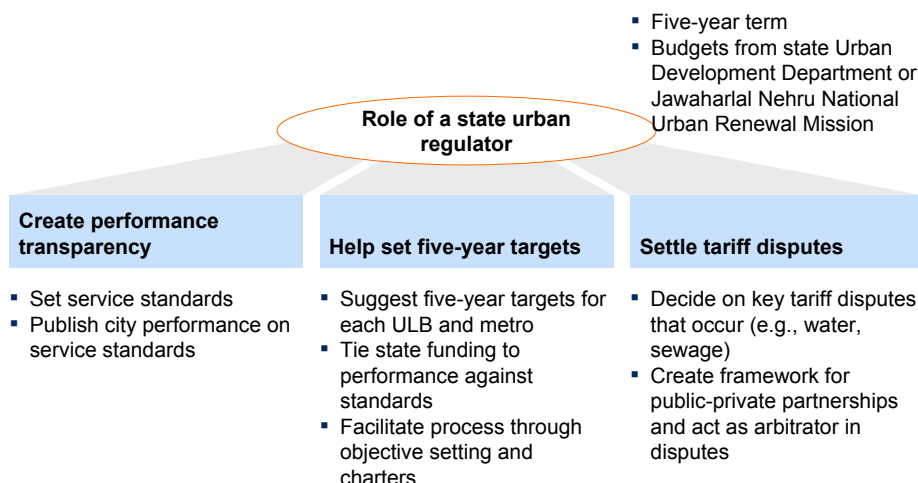 ▪ Five-year term
▪ Budgets from state Urban
Development Department or
Jawaharlal Nehru National
Urban Renewal Mission
Role of a state urban
regulator
Create performance
transparency
▪ Set service standards
▪ Publish city performance on
service standards
Help set five-year targets
▪ Suggest five-year targets for
each ULB and metro
▪ Tie state funding to
performance against
standards
▪ Facilitate process through
objective setting and
charters
Settle tariff disputes
▪ Decide on key tariff disputes
that occur (e.g., water,
sewage)
▪ Create framework for
public-private partnerships
and act as arbitrator in
disputes